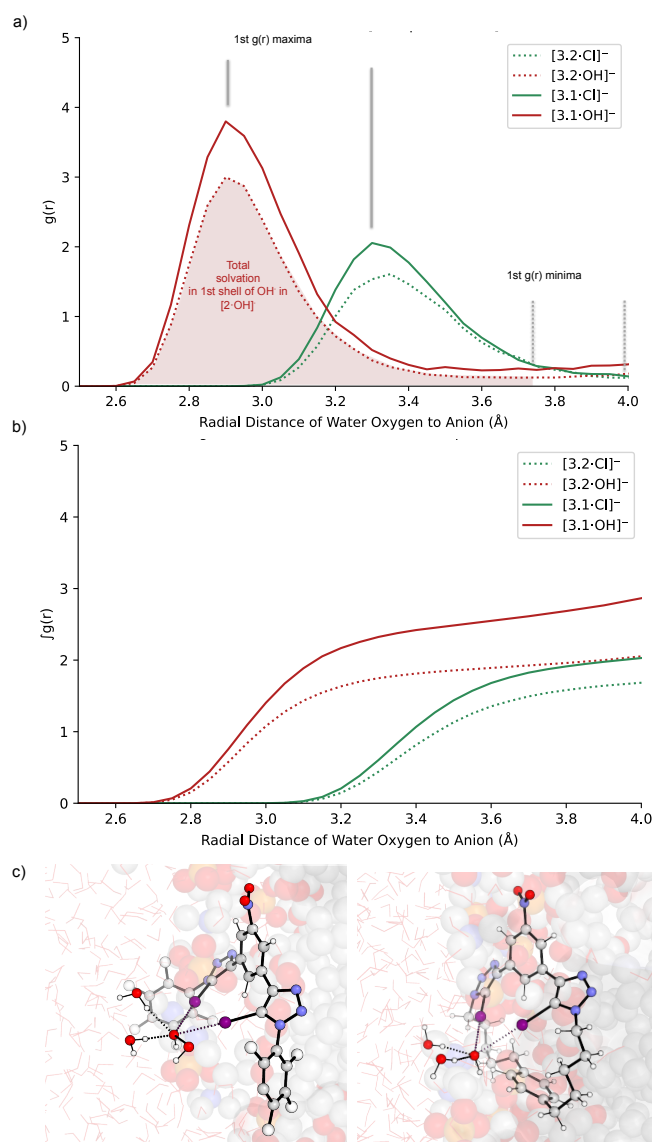 a)
1st g(r) maxima
[3.2·Cl]⁻
[3.2·OH]⁻
[3.1·Cl]⁻
[3.1·OH]⁻
5
4
3
2
1
0
g(r)
Total
solvation
in 1st shell of OH⁻ in
[2·OH]⁻
1st g(r) minima
2.6 2.8 3.0 3.2 3.4 3.6 3.8 4.0
Radial Distance of Water Oxygen to Anion (Å)
b)
[3.2·Cl]⁻
[3.2·OH]⁻
[3.1·Cl]⁻
[3.1·OH]⁻
5
4
3
2
1
0
∫g(r)
2.6 2.8 3.0 3.2 3.4 3.6 3.8 4.0
Radial Distance of Water Oxygen to Anion (Å)
c)